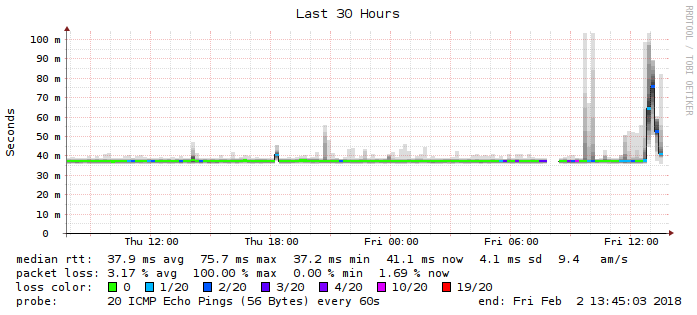 Last 30 Hours
RRDTOOL / TOBI OETIKER
Seconds
100 m
90 m
80 m
70 m
60 m
50 m
40 m
30 m
20 m
10 m
0
Thu 12:00 Thu 18:00 Fri 00:00 Fri 06:00 Fri 12:00
median rtt: 37.9 ms avg 75.7 ms max 37.2 ms min 41.1 ms now 4.1 ms sd 9.4 am/s
packet loss: 3.17 % avg 100.00 % max 0.00 % min 1.69 % now
loss color: 0 1/20 2/20 3/20 4/20 10/20 19/20
probe: 20 ICMP Echo Pings (56 Bytes) every 60s end: Fri Feb 2 13:45:03 2018